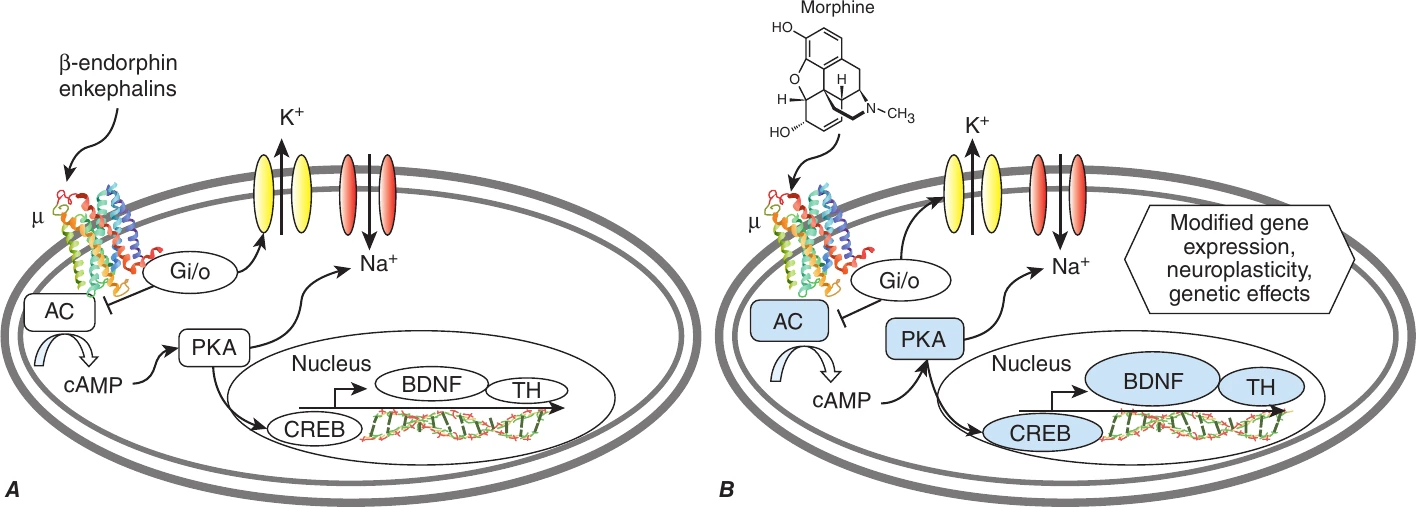 β-endorphin
enkephalins
K+
μ
Gi/o
Na+
AC
PKA
cAMP
Nucleus
BDNF
TH
CREB
A
Morphine
HO
O
H
H
N
CH3
HO
K+
μ
Gi/o
Na+
Modified gene
expression,
neuroplasticity,
genetic effects
AC
PKA
cAMP
Nucleus
BDNF
TH
CREB
B